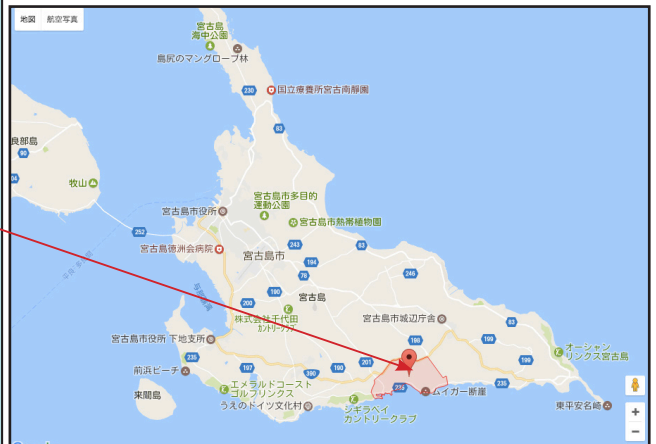 地図 航空写真
宮古島
海中公園
島尻のマングローブ林
230
国立療養所宮古南静園
83
良部島
90
204
牧山
宮古島市多目的
運動公園
宮古島市役所
宮古島市熱帯植物園
252
243
83
宮古島徳洲会病院
宮古島市
194
246
78
190
宮古島
200
株式会社千代田
カントリークラブ
宮古島市城辺庁舎
83
宮古島市役所 下地支所
198
199
オーシャン
リンクス宮古島
235
201
199
前浜ビーチ
197
390
190
235
来間島
エメラルドコースト
ゴルフリンクス
235
ムイガー断崖
うえのドイツ文化村
シギラベイ
カントリークラブ
東平安名崎
+
−